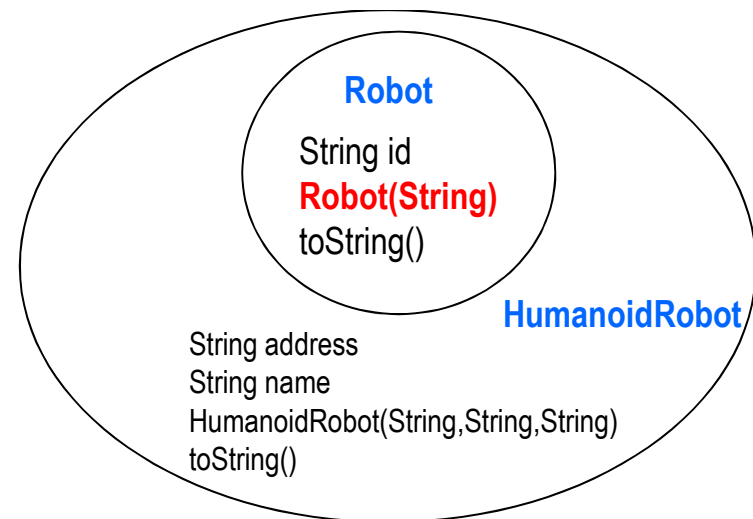 Robot
String id
Robot(String)
toString()
HumanoidRobot
String address
String name
HumanoidRobot(String,String,String)
toString()